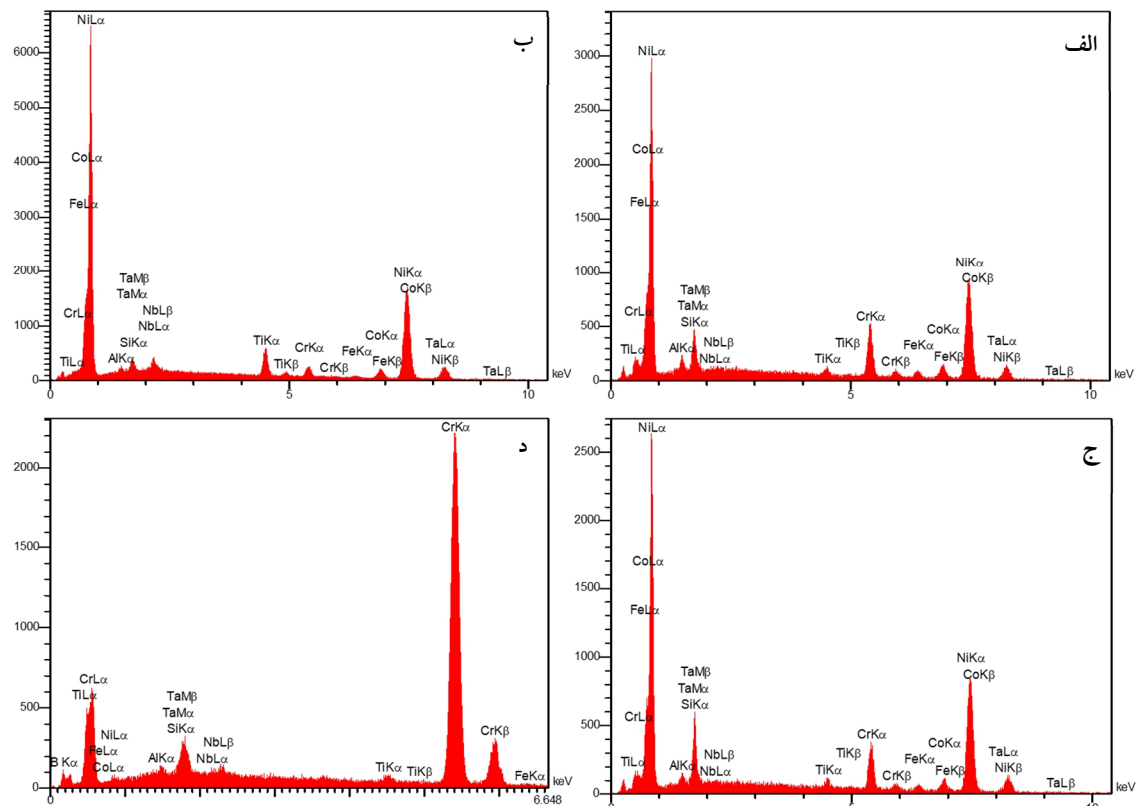 الف
NiLα
3000
2500
CoLα
2000
FeLα
1500
1000
NiKα
CoKβ
TaMβ
TaMα
SiKα
CrLα
CrKα
500
NbLβ
NbLα
TiLα
AlKα
TiKα
TiKβ
CrKβ
FeKα
CoKα
FeKβ
TaLα
NiKβ
TaLβ
0
0
5
10
keV
ب
NiLα
6000
5000
CoLα
4000
FeLα
3000
2000
TaMβ
TaMα
NiKα
CoKβ
CrLα
1000
NbLβ
NbLα
SiKα
TiLα
AlKα
TiKα
TiKβ
CrKα
CrKβ
FeKα
CoKα
FeKβ
TaLα
NiKβ
TaLβ
0
0
5
10
keV
ج
NiLα
2500
2000
CoLα
1500
FeLα
1000
TaMβ
TaMα
SiKα
NiKα
CoKβ
CrLα
500
NbLβ
NbLα
TiLα
AlKα
TiKα
TiKβ
CrKα
CrKβ
FeKα
CoKα
FeKβ
TaLα
NiKβ
TaLβ
0
keV
د
CrKα
2000
1500
1000
CrLα
TiLα
500
TaMβ
TaMα
SiKα
NiLα
FeLα
CoLα
B Kα
AlKα
NbLβ
NbLα
TiKα
TiKβ
CrKβ
FeKα
0
0
6.648
keV